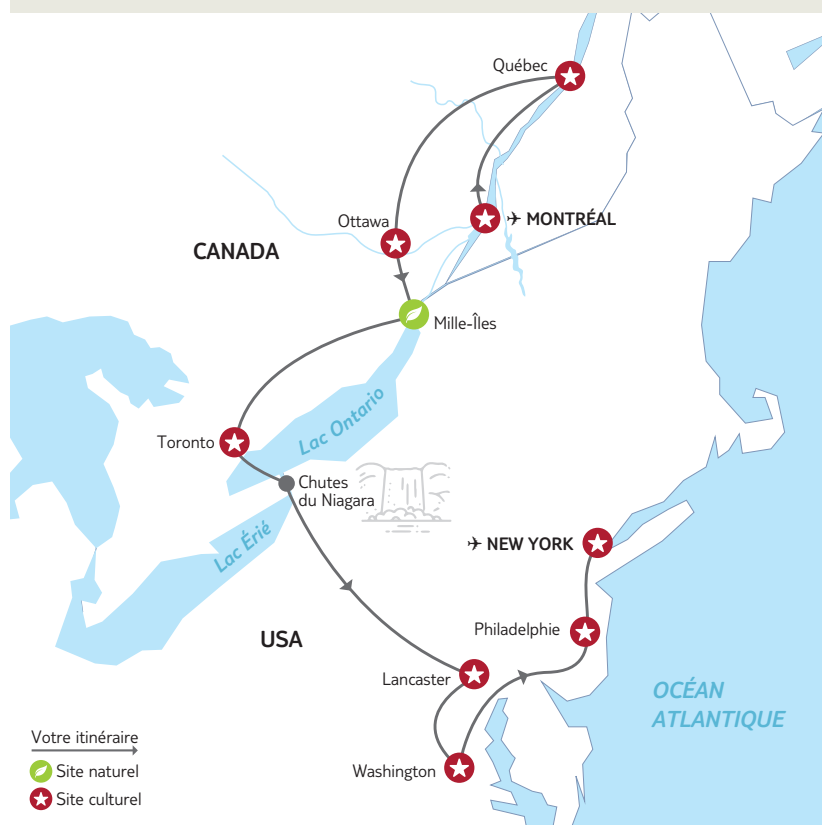 Québec
MONTRÉAL
Ottawa
CANADA
Mille-Îles
Lac Ontario
Toronto
Chutes
du Niagara
Lac Érié
NEW YORK
USA
Philadelphie
Lancaster
OCÉAN
ATLANTIQUE
Washington
Votre itinéraire
Site naturel
Site culturel